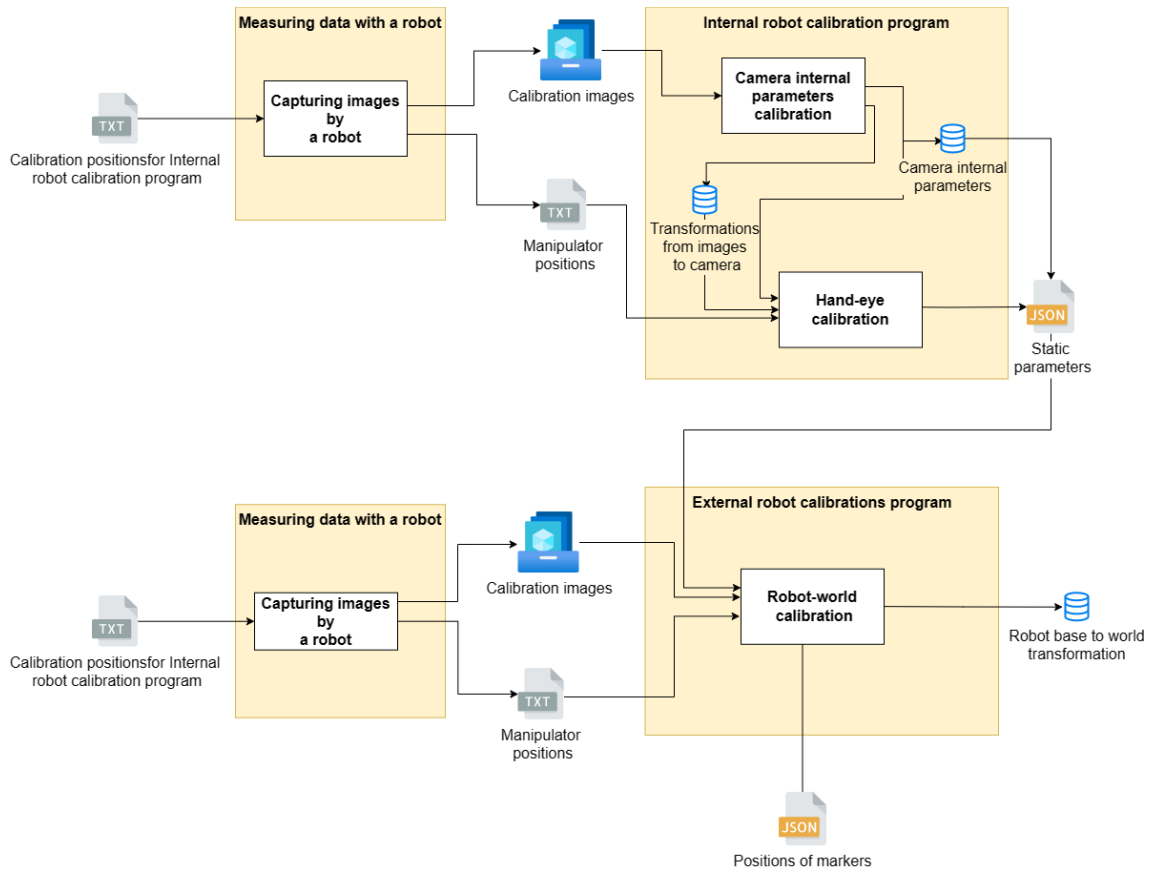 Measuring data with a robot
Internal robot calibration program
Capturing images
by
a robot
Calibration images
Camera internal
parameters
calibration
TXT
Calibration positionsfor Internal
robot calibration program
Camera internal
parameters
TXT
Manipulator
positions
Transformations
from images
to camera
Hand-eye
calibration
JSON
Static
parameters
Measuring data with a robot
External robot calibrations program
Calibration images
Capturing images
by
a robot
Robot-world
calibration
TXT
Calibration positionsfor Internal
robot calibration program
Robot base to world
transformation
TXT
Manipulator
positions
JSON
Positions of markers